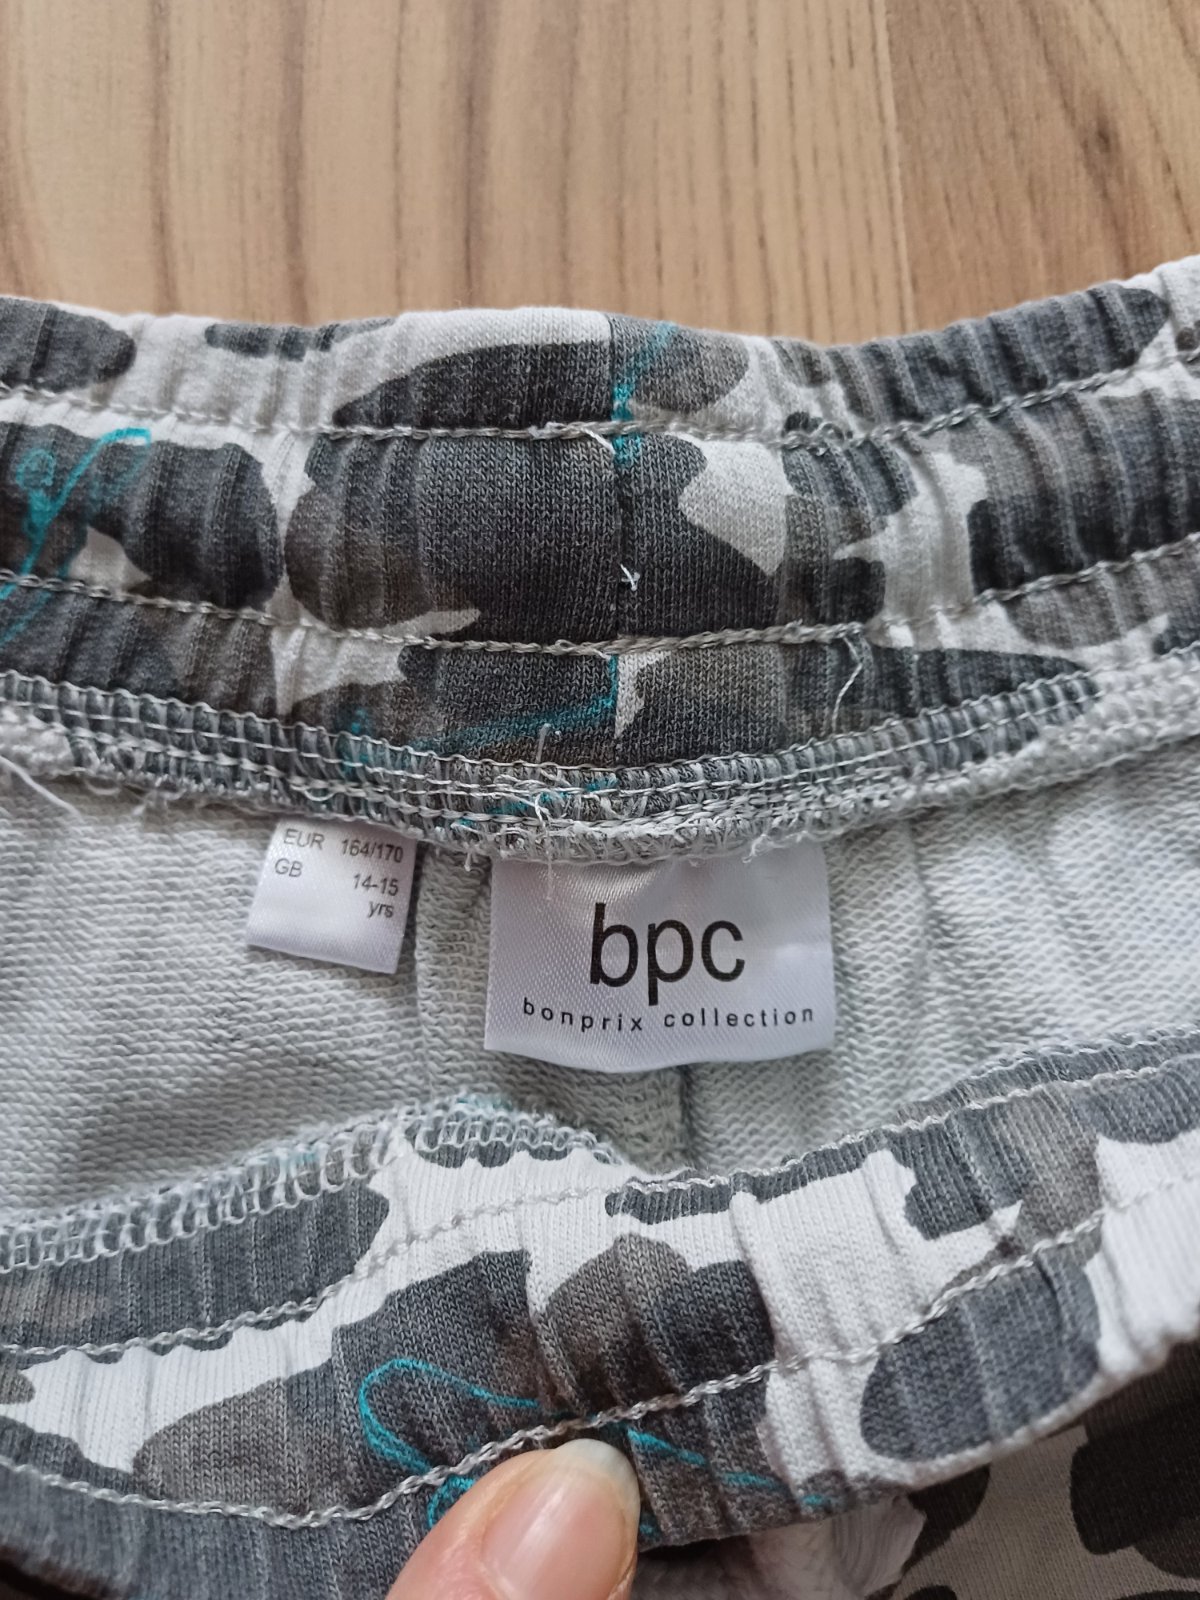 EUR 164/170
GB 14-15
yrs
bpc
bonprix collection